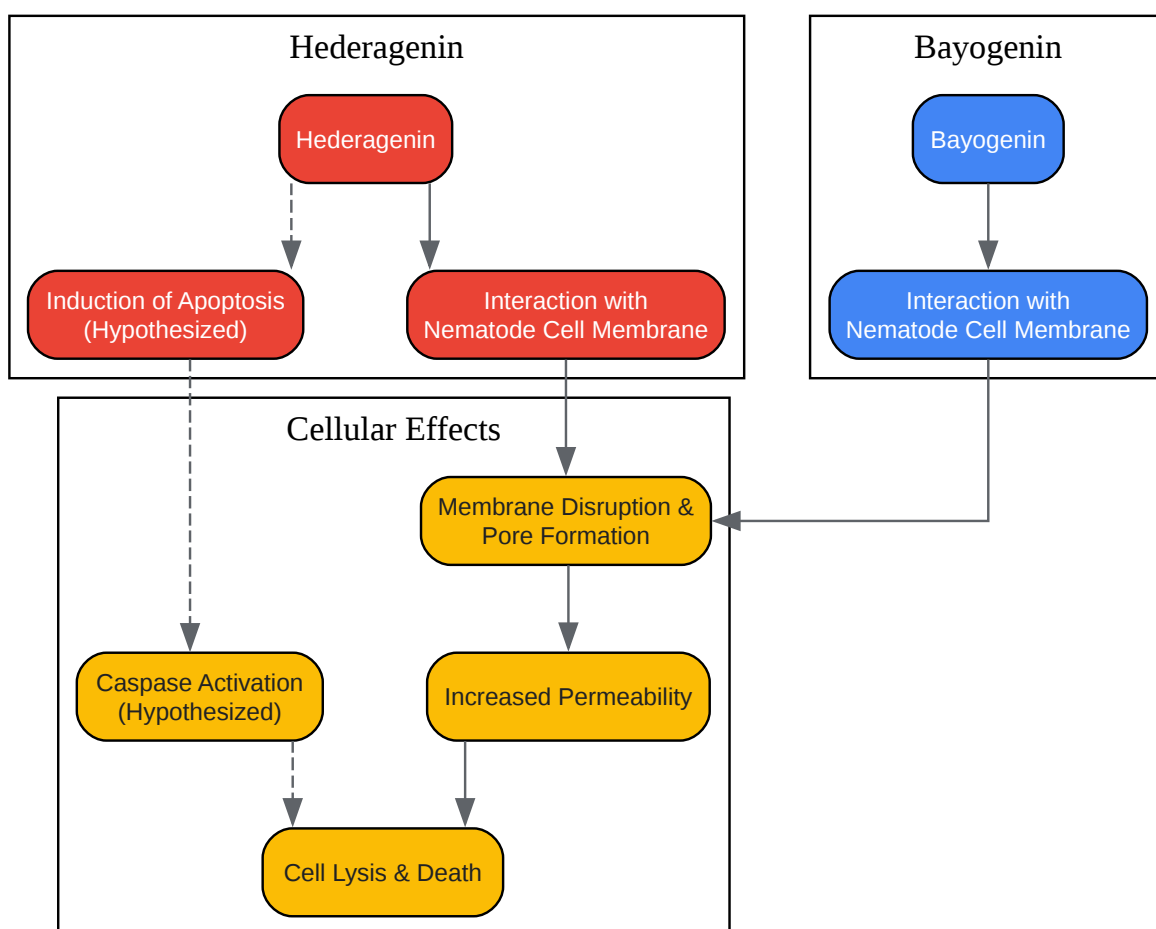 Hederagenin
Bayogenin
Hederagenin
Bayogenin
Induction of Apoptosis
(Hypothesized)
Interaction with
Nematode Cell Membrane
Interaction with
Nematode Cell Membrane
Cellular Effects
Membrane Disruption &
Pore Formation
Caspase Activation
(Hypothesized)
Increased Permeability
Cell Lysis & Death